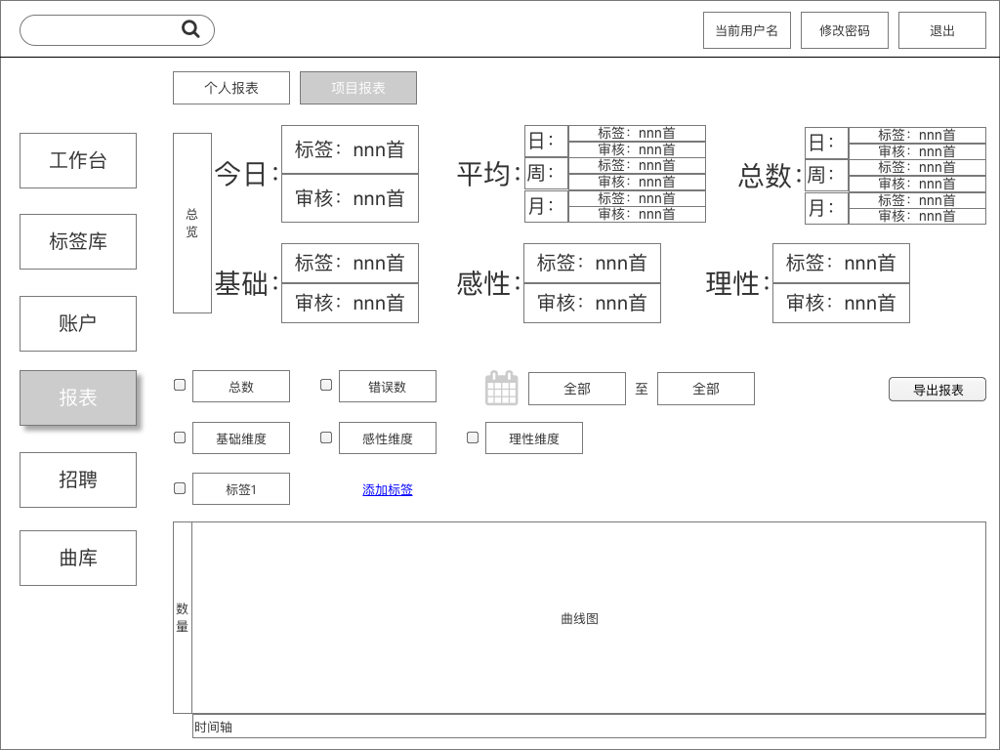 当前用户名
修改密码
退出
个人报表
项目报表
工作台
标签库
账户
报表
招聘
曲库
总
览
今日:
标签：nnn首
审核：nnn首
平均:
日：
标签：nnn首
审核：nnn首
周：
标签：nnn首
审核：nnn首
月：
标签：nnn首
审核：nnn首
总数:
日：
标签：nnn首
审核：nnn首
周：
标签：nnn首
审核：nnn首
月：
标签：nnn首
审核：nnn首
基础:
标签：nnn首
审核：nnn首
感性:
标签：nnn首
审核：nnn首
理性:
标签：nnn首
审核：nnn首
总数
错误数
全部
至
全部
导出报表
基础维度
感性维度
理性维度
标签1
添加标签
数
量
曲线图
时间轴